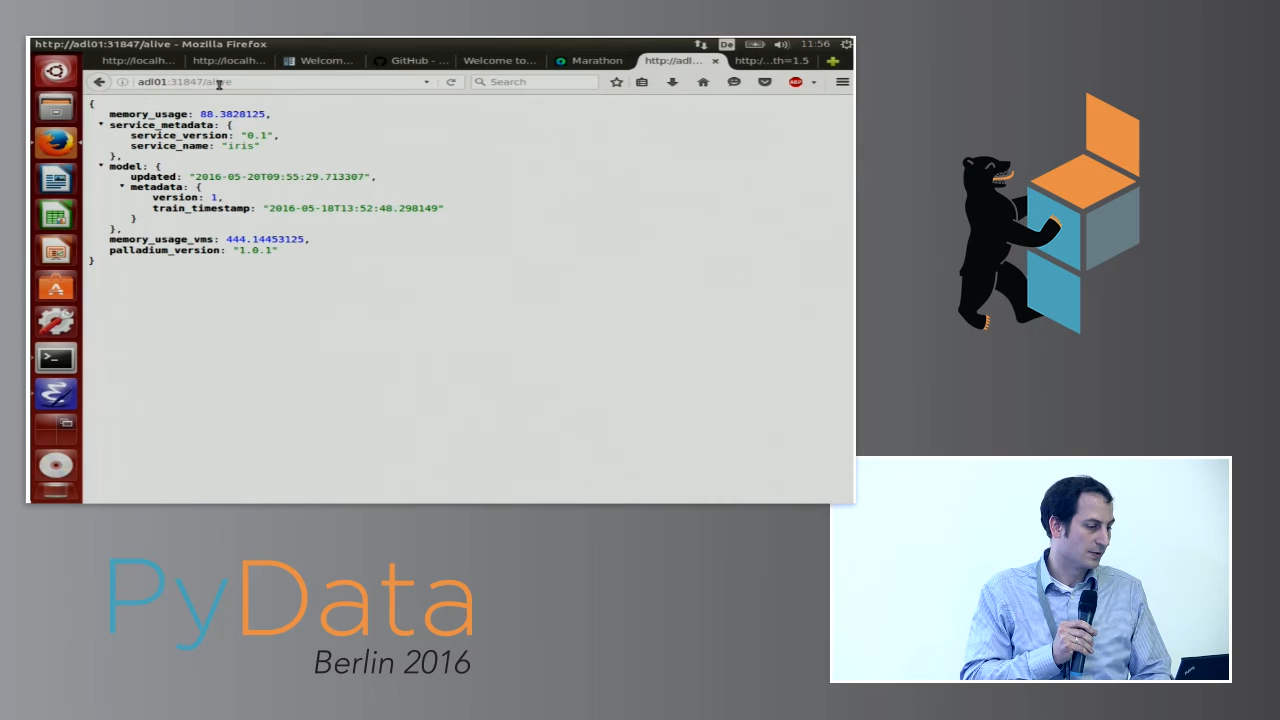 http://adl01:31847/alive - Mozilla Firefox
De
11:56
http://localh...
http://localh...
Welcom...
GitHub - ...
Welcome to...
Marathon
http://adl...
http:/...th=1.5
adl01:31847/alive
Search
ABP
{
memory_usage: 88.3828125,
service_metadata: {
service_version: "0.1",
service_name: "iris"
},
model: {
updated: "2016-05-20T09:55:29.713307",
metadata: {
version: 1,
train_timestamp: "2016-05-18T13:52:48.298149"
}
},
memory_usage_vms: 444.14453125,
palladium_version: "1.0.1"
}
PyData
Berlin 2016